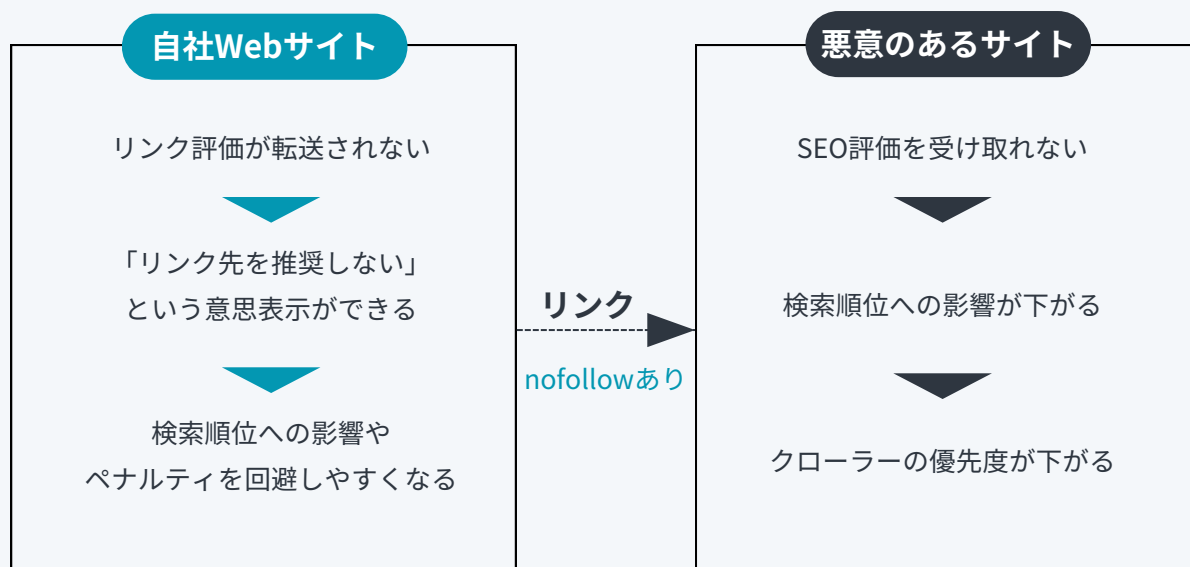 自社Webサイト
リンク評価が転送されない
「リンク先を推奨しない」
という意思表示ができる
検索順位への影響や
ペナルティを回避しやすくなる
リンク
nofollowあり
悪意のあるサイト
SEO評価を受け取れない
検索順位への影響が下がる
クローラーの優先度が下がる